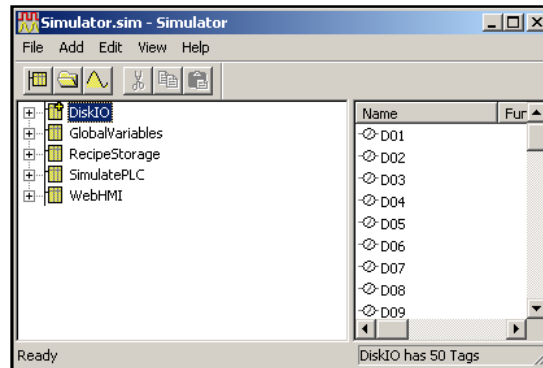 Simulator.sim - Simulator
File Add Edit View Help
DiskIO
GlobalVariables
RecipeStorage
SimulatePLC
WebHMI
Name Fur
D01
D02
D03
D04
D05
D06
D07
D08
D09
Ready DiskIO has 50 Tags